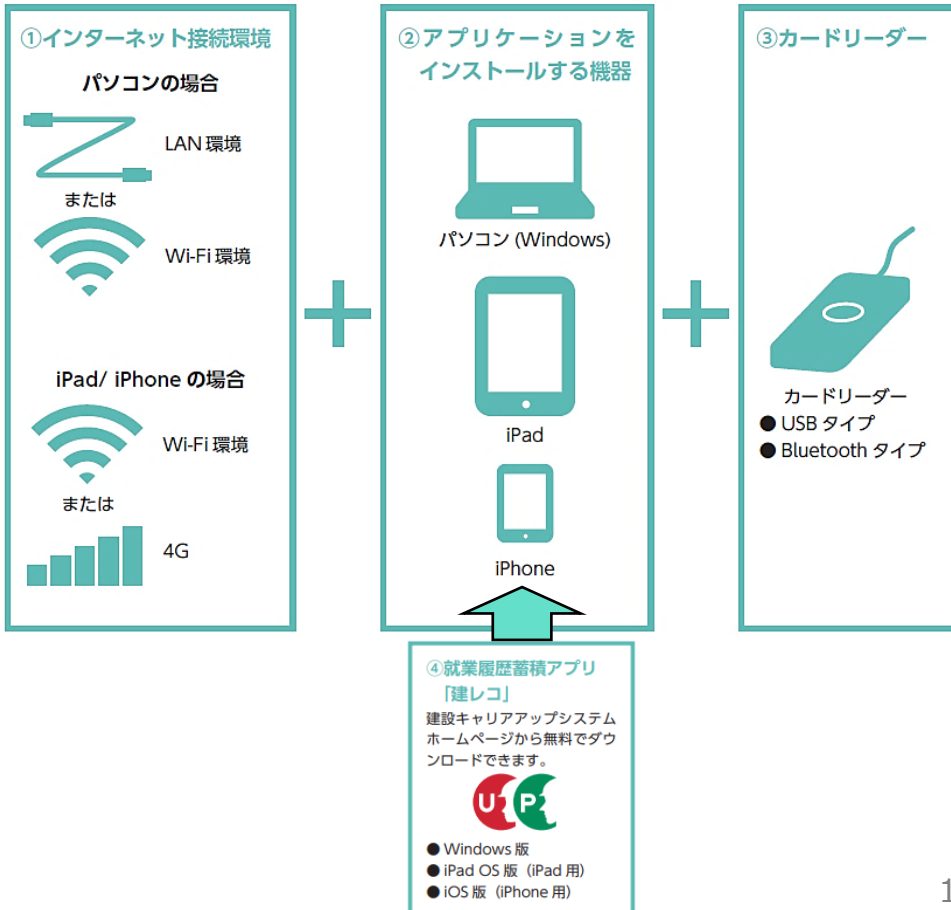 ①インターネット接続環境
パソコンの場合
LAN 環境
または
Wi-Fi 環境
iPad/ iPhone の場合
Wi-Fi 環境
または
4G
②アプリケーションを
インストールする機器
パソコン (Windows)
iPad
iPhone
③カードリーダー
カードリーダー
● USB タイプ
● Bluetooth タイプ
④就業履歴蓄積アプリ
「建レコ」
建設キャリアアップシステム
ホームページから無料でダウ
ンロードできます。
U P
● Windows 版
● iPad OS 版（iPad 用）
● iOS 版（iPhone 用）
1